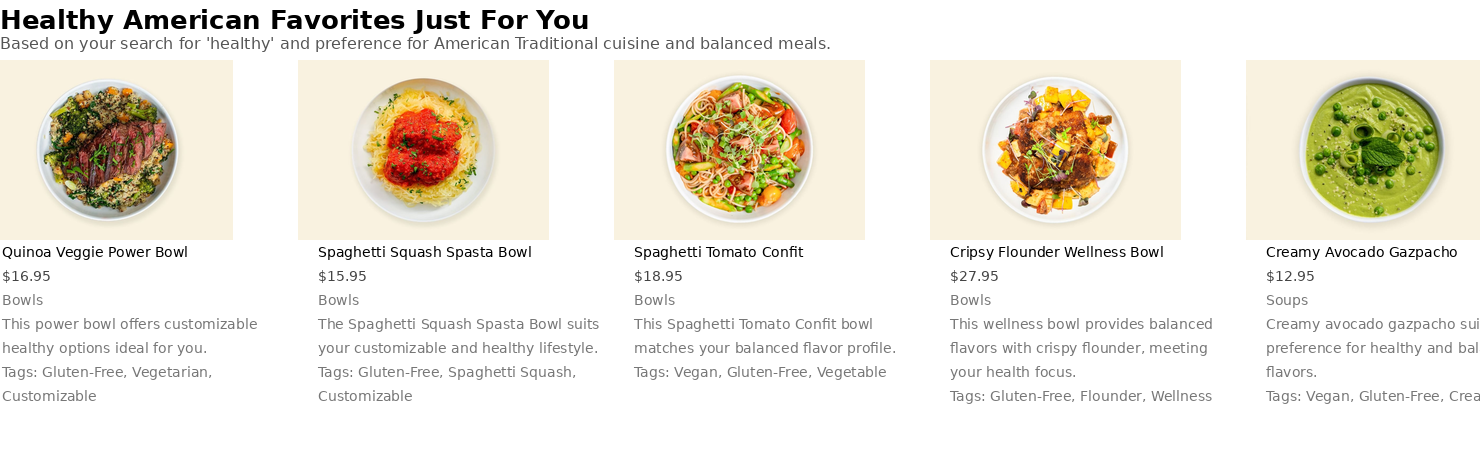 Healthy American Favorites Just For You
Based on your search for 'healthy' and preference for American Traditional cuisine and balanced meals.
Quinoa Veggie Power Bowl
$16.95
Bowls
This power bowl offers customizable
healthy options ideal for you.
Tags: Gluten-Free, Vegetarian,
Customizable
Spaghetti Squash Spasta Bowl
$15.95
Bowls
The Spaghetti Squash Spasta Bowl suits
your customizable and healthy lifestyle.
Tags: Gluten-Free, Spaghetti Squash,
Customizable
Spaghetti Tomato Confit
$18.95
Bowls
This Spaghetti Tomato Confit bowl
matches your balanced flavor profile.
Tags: Vegan, Gluten-Free, Vegetable
Cripsy Flounder Wellness Bowl
$27.95
Bowls
This wellness bowl provides balanced
flavors with crispy flounder, meeting
your health focus.
Tags: Gluten-Free, Flounder, Wellness
Creamy Avocado Gazpacho
$12.95
Soups
Creamy avocado gazpacho
preference for healthy and
flavors.
Tags: Vegan, Gluten-Free,